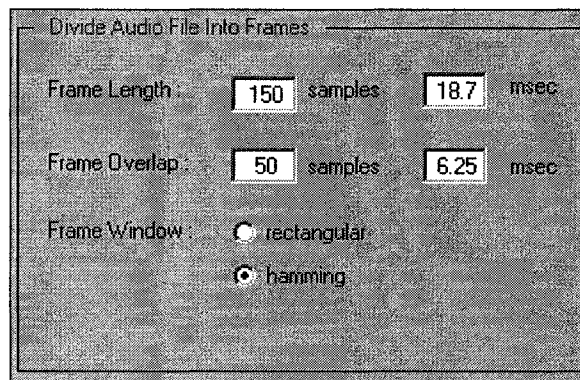 Divide Audio File Into Frames
Frame Length : 150 samples 18.7 msec
Frame Overlap : 50 samples 6.25 msec
Frame Window : rectangular
hamming